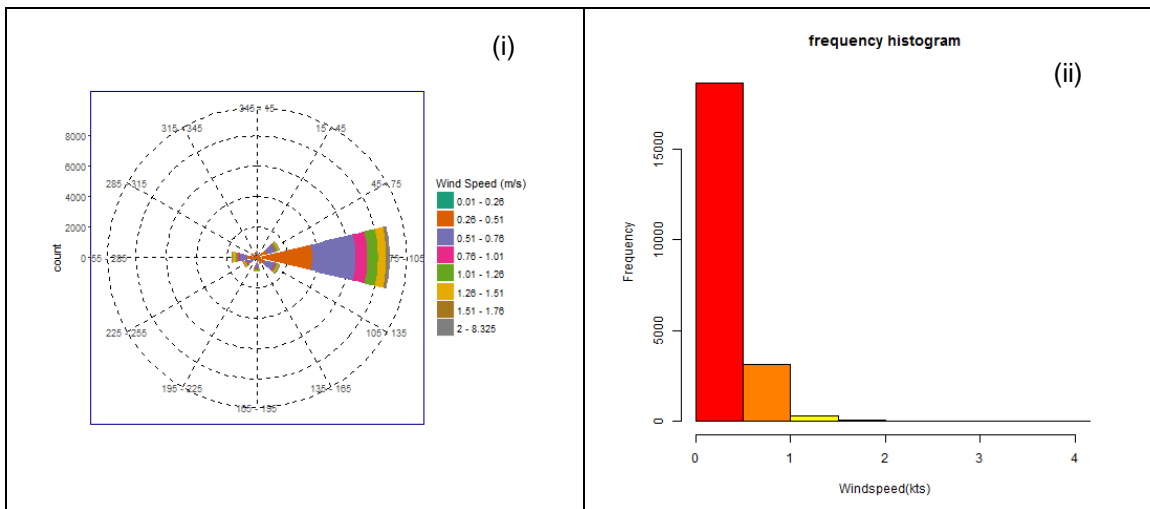 (i)
345 - 15
315 - 345
15 - 45
285 - 315
45 - 75
55 - 285
75 - 105
225 - 255
105 - 135
195 - 225
135 - 165
165 - 195
8000
6000
4000
2000
0
count
Wind Speed (m/s)
0.01 - 0.26
0.26 - 0.51
0.51 - 0.76
0.76 - 1.01
1.01 - 1.26
1.26 - 1.51
1.51 - 1.76
2 - 8.325
frequency histogram
(ii)
Frequency
15000
10000
5000
0
0 1 2 3 4
Windspeed(kts)